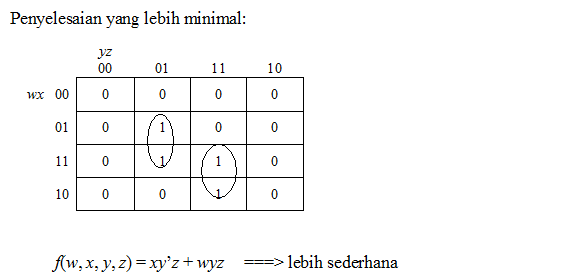 Penyelesaian yang lebih minimal:
yz
00 01 11 10
wx 00 0 0 0 0
01 0 1 0 0
11 0 1 1 0
10 0 0 1 0
f(w, x, y, z) = xy’z + wyz ===> lebih sederhana